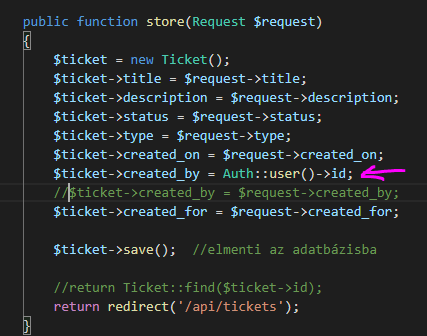 public function store(Request $request)
{
$ticket = new Ticket();
$ticket->title = $request->title;
$ticket->description = $request->description;
$ticket->status = $request->status;
$ticket->type = $request->type;
$ticket->created_on = $request->created_on;
$ticket->created_by = Auth::user()->id;
//$ticket->created_by = $request->created_by;
$ticket->created_for = $request->created_for;
$ticket->save();  //elmenti az adatbázisba
//return Ticket::find($ticket->id);
return redirect('/api/tickets');
}